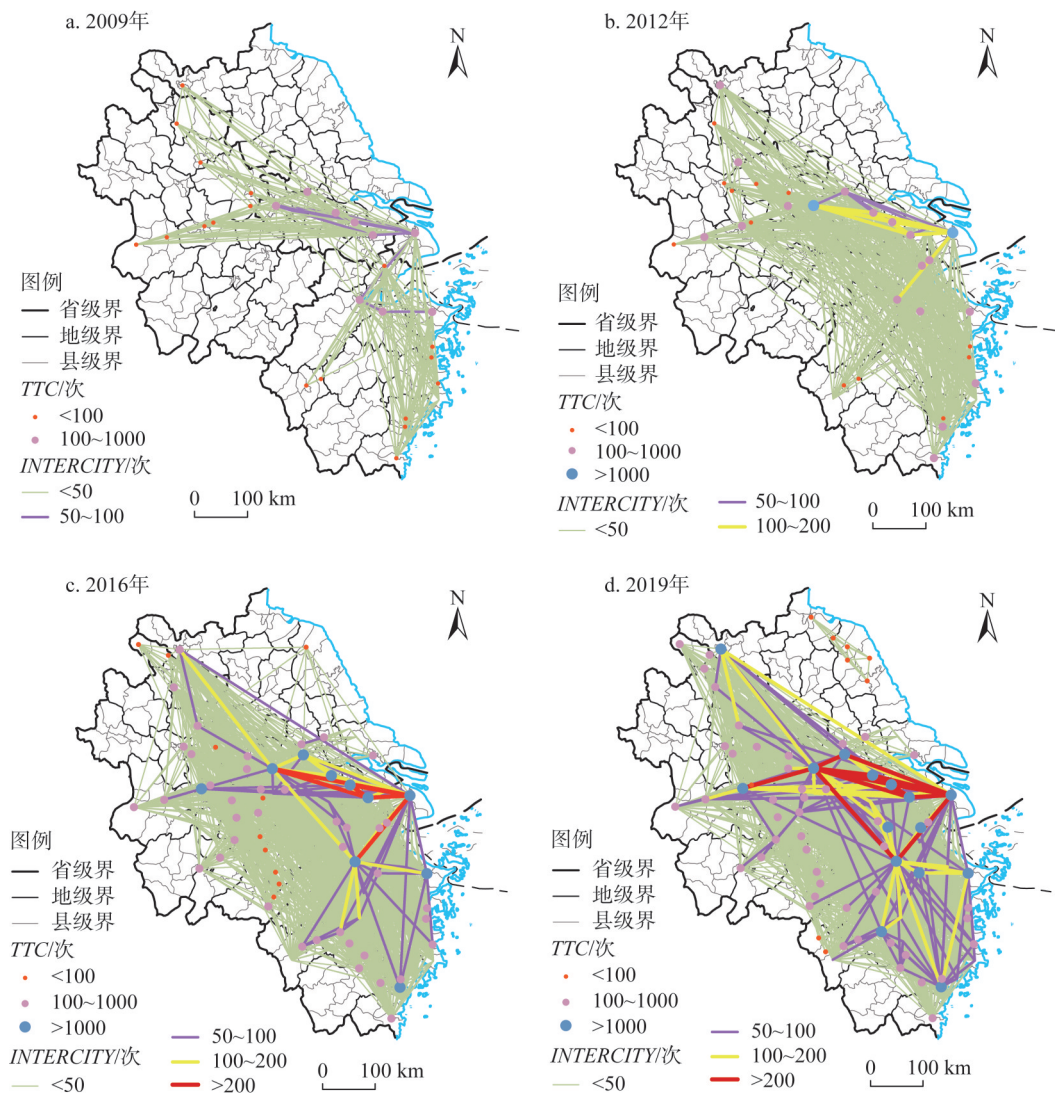 a. 2009年
N
图例
省级界
地级界
县级界
TTC/次
<100
100~1000
INTERCITY/次
<50
50~100
0 100 km
b. 2012年
N
图例
省级界
地级界
县级界
TTC/次
<100
100~1000
>1000
INTERCITY/次
<50
50~100
100~200
0 100 km
c. 2016年
N
图例
省级界
地级界
县级界
TTC/次
<100
100~1000
>1000
INTERCITY/次
<50
50~100
100~200
>200
0 100 km
d. 2019年
N
图例
省级界
地级界
县级界
TTC/次
<100
100~1000
>1000
INTERCITY/次
<50
50~100
100~200
>200
0 100 km